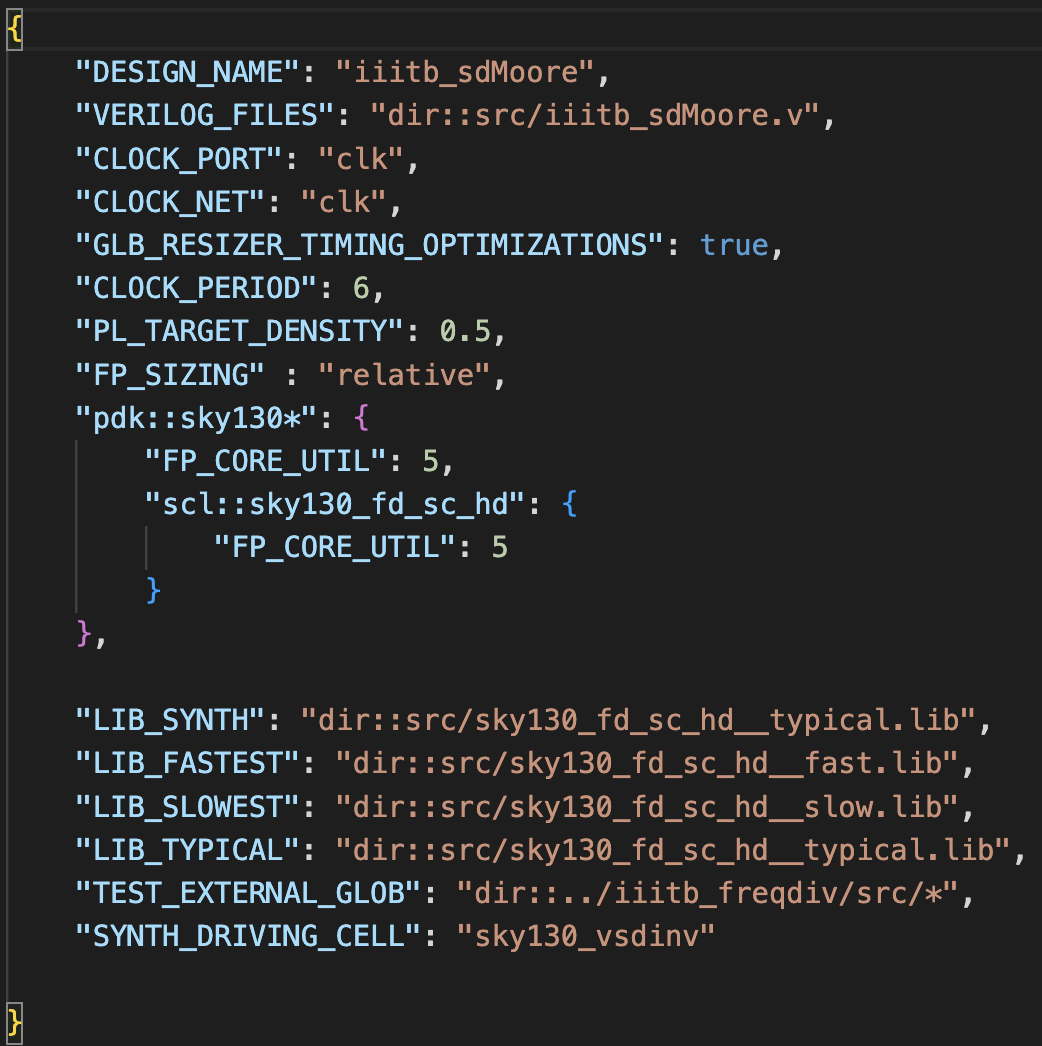 {
    "DESIGN_NAME": "iiitb_sdMoore",
    "VERILOG_FILES": "dir::src/iiitb_sdMoore.v",
    "CLOCK_PORT": "clk",
    "CLOCK_NET": "clk",
    "GLB_RESIZER_TIMING_OPTIMIZATIONS": true,
    "CLOCK_PERIOD": 6,
    "PL_TARGET_DENSITY": 0.5,
    "FP_SIZING" : "relative",
    "pdk::sky130*": {
        "FP_CORE_UTIL": 5,
        "scl::sky130_fd_sc_hd": {
            "FP_CORE_UTIL": 5
        }
    },
    "LIB_SYNTH": "dir::src/sky130_fd_sc_hd__typical.lib",
    "LIB_FASTEST": "dir::src/sky130_fd_sc_hd__fast.lib",
    "LIB_SLOWEST": "dir::src/sky130_fd_sc_hd__slow.lib",
    "LIB_TYPICAL": "dir::src/sky130_fd_sc_hd__typical.lib",
    "TEST_EXTERNAL_GLOB": "dir::../iiitb_freqdiv/src/*",
    "SYNTH_DRIVING_CELL": "sky130_vsdinv"
}